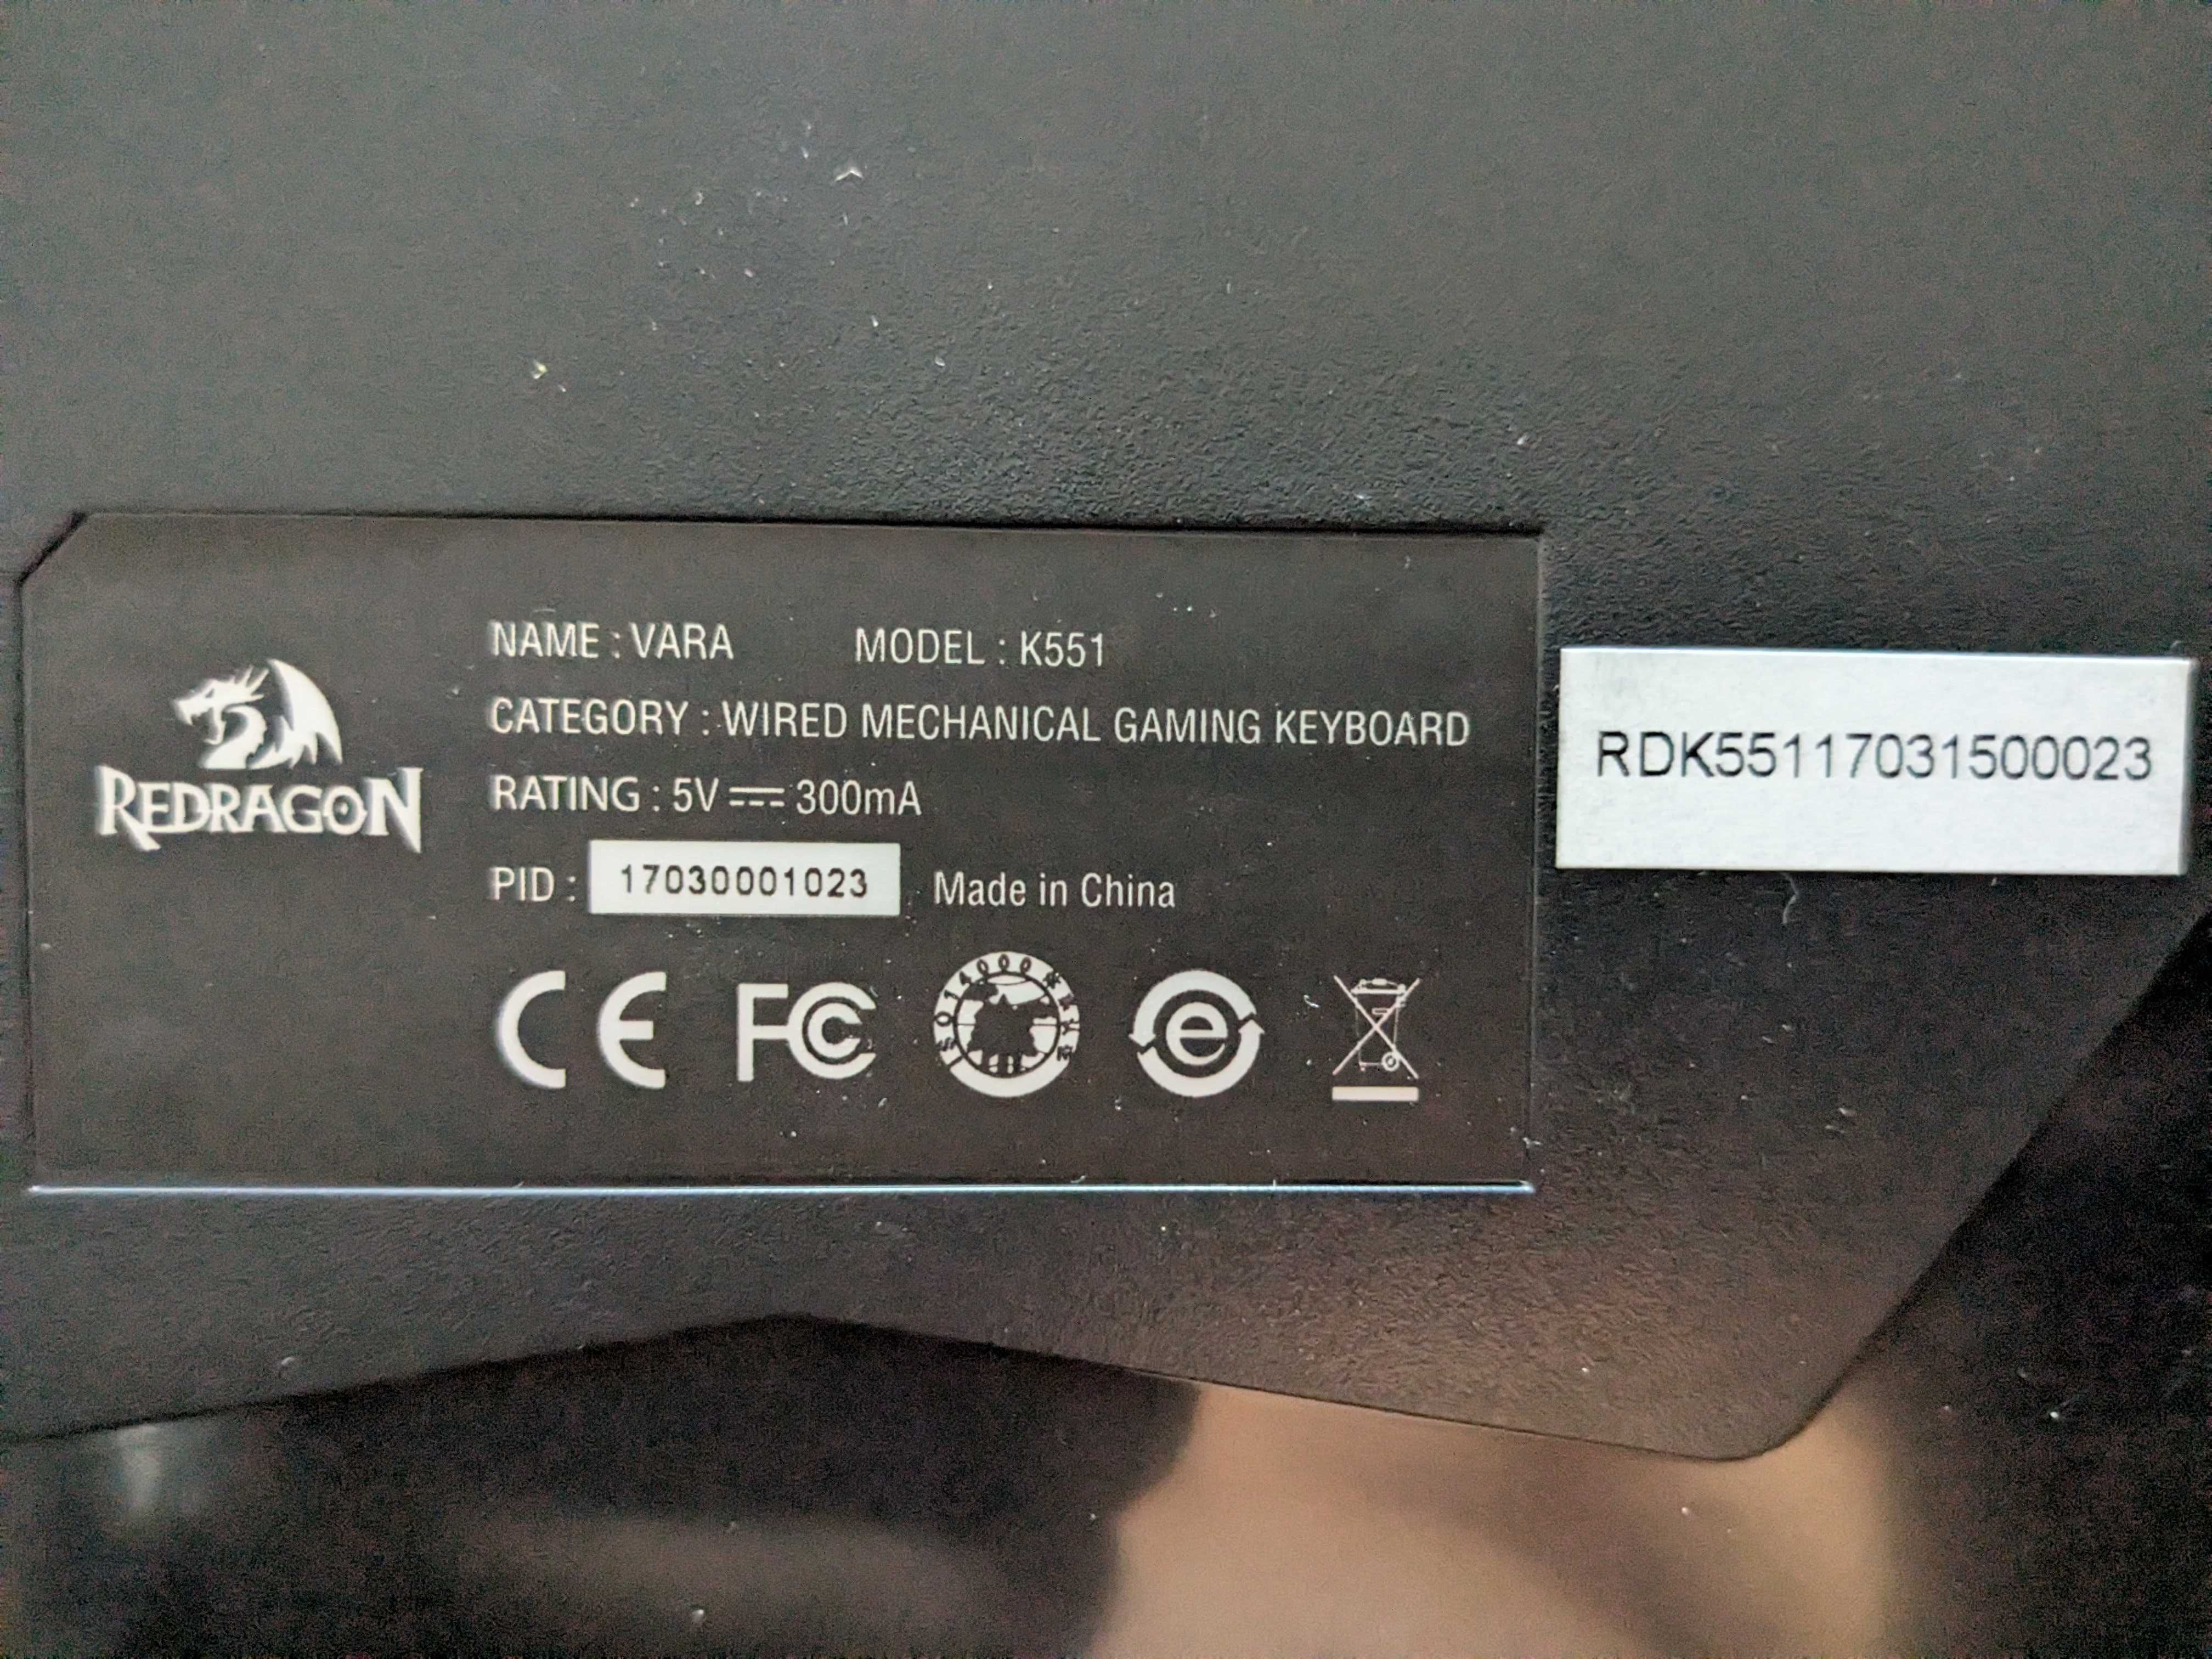 REDRAGON
NAME : VARA MODEL : K551
CATEGORY : WIRED MECHANICAL GAMING KEYBOARD
RATING : 5V ⎓ 300mA
PID : 17030001023 Made in China
CE FC e
RDK55117031500023